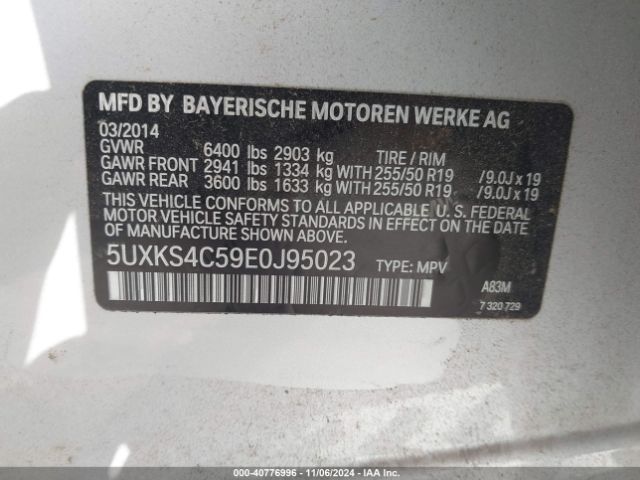 MFD BY BAYERISCHE MOTOREN WERKE AG
03/2014
GVWR 6400 lbs 2903 kg TIRE / RIM
GAWR FRONT 2941 lbs 1334 kg WITH 255/50 R19 /9.0J x 19
GAWR REAR 3600 lbs 1633 kg WITH 255/50 R19 /9.0J x 19
THIS VEHICLE CONFORMS TO ALL APPLICABLE U. S. FEDERAL
MOTOR VEHICLE SAFETY STANDARDS IN EFFECT ON THE DATE
OF MANUFACTURE SHOWN ABOVE.
5UXKS4C59E0J95023 TYPE: MPV
A83M
7 320 729
000-40776996 - 11/06/2024 - IAA Inc.